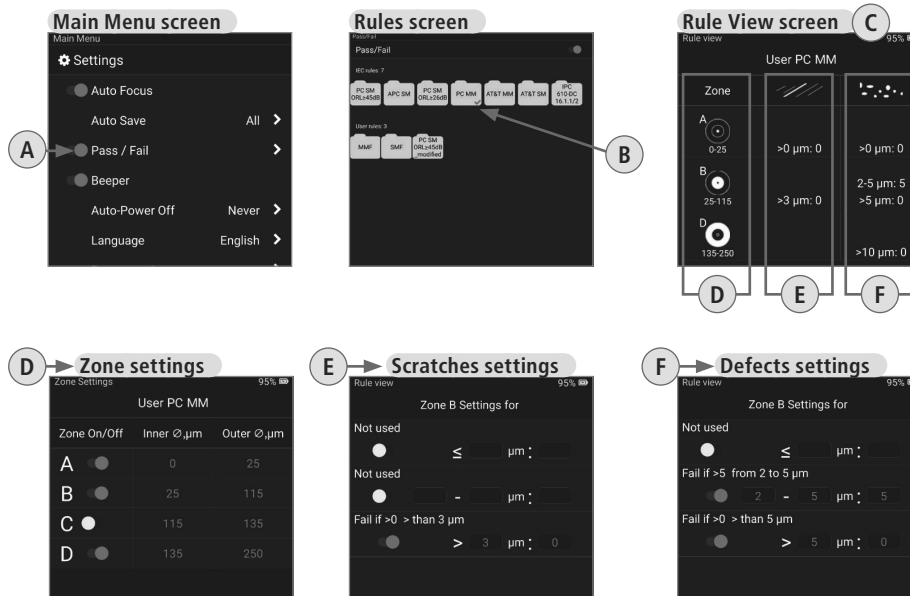 Main Menu screen
Main Menu
Settings
Auto Focus
Auto Save All
A Pass / Fail
Beeper
Auto-Power Off Never
Language English
Rules screen
Pass/Fail
Pass/Fail
IEC rules: 7
PC SM ORL≥45dB
APC SM
PC SM ORL≥26dB
PC MM
AT&T MM
AT&T SM
IPC 610-DC 16.1.1/2
B
User rules: 3
MMF
SMF
PC SM ORL≥45dB _modified
Rule View screen C
Rule view 95%
User PC MM
Zone
A
0-25 >0 µm: 0 >0 µm: 0
B 2-5 µm: 5
25-115 >3 µm: 0 >5 µm: 0
D
135-250 >10 µm: 0
D E F
D Zone settings
Zone Settings 95%
User PC MM
Zone On/Off Inner Ø,µm Outer Ø,µm
A 0 25
B 25 115
C 115 135
D 135 250
E Scratches settings
Rule view 95%
Zone B Settings for
Not used
≤ µm :
Not used
- µm :
Fail if >0 > than 3 µm
> 3 µm : 0
F Defects settings
Rule view 95%
Zone B Settings for
Not used
≤ µm :
Fail if >5 from 2 to 5 µm
2 - 5 µm : 5
Fail if >0 > than 5 µm
> 5 µm : 0